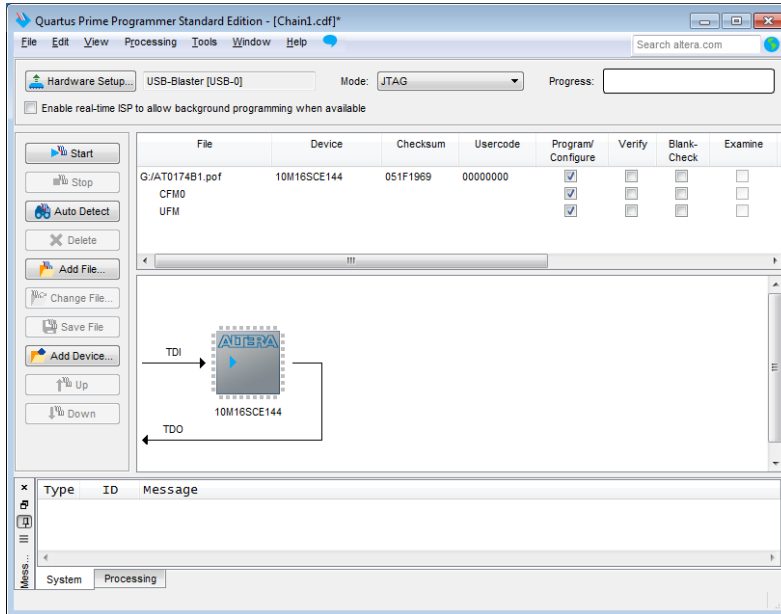 Quartus Prime Programmer Standard Edition - [Chain1.cdf]*
File Edit View Processing Tools Window Help Search altera.com
Hardware Setup... USB-Blaster [USB-0] Mode: JTAG Progress:
Enable real-time ISP to allow background programming when available
Start
Stop
Auto Detect
Delete
Add File...
Change File...
Save File
Add Device...
Up
Down
File Device Checksum Usercode Program/ Verify Blank- Examine
Configure Check
G:/AT0174B1.pof 10M16SCE144 051F1969 00000000
CFM0
UFM
ALTERA
TDI
10M16SCE144
TDO
Type ID Message
Mess...
System Processing